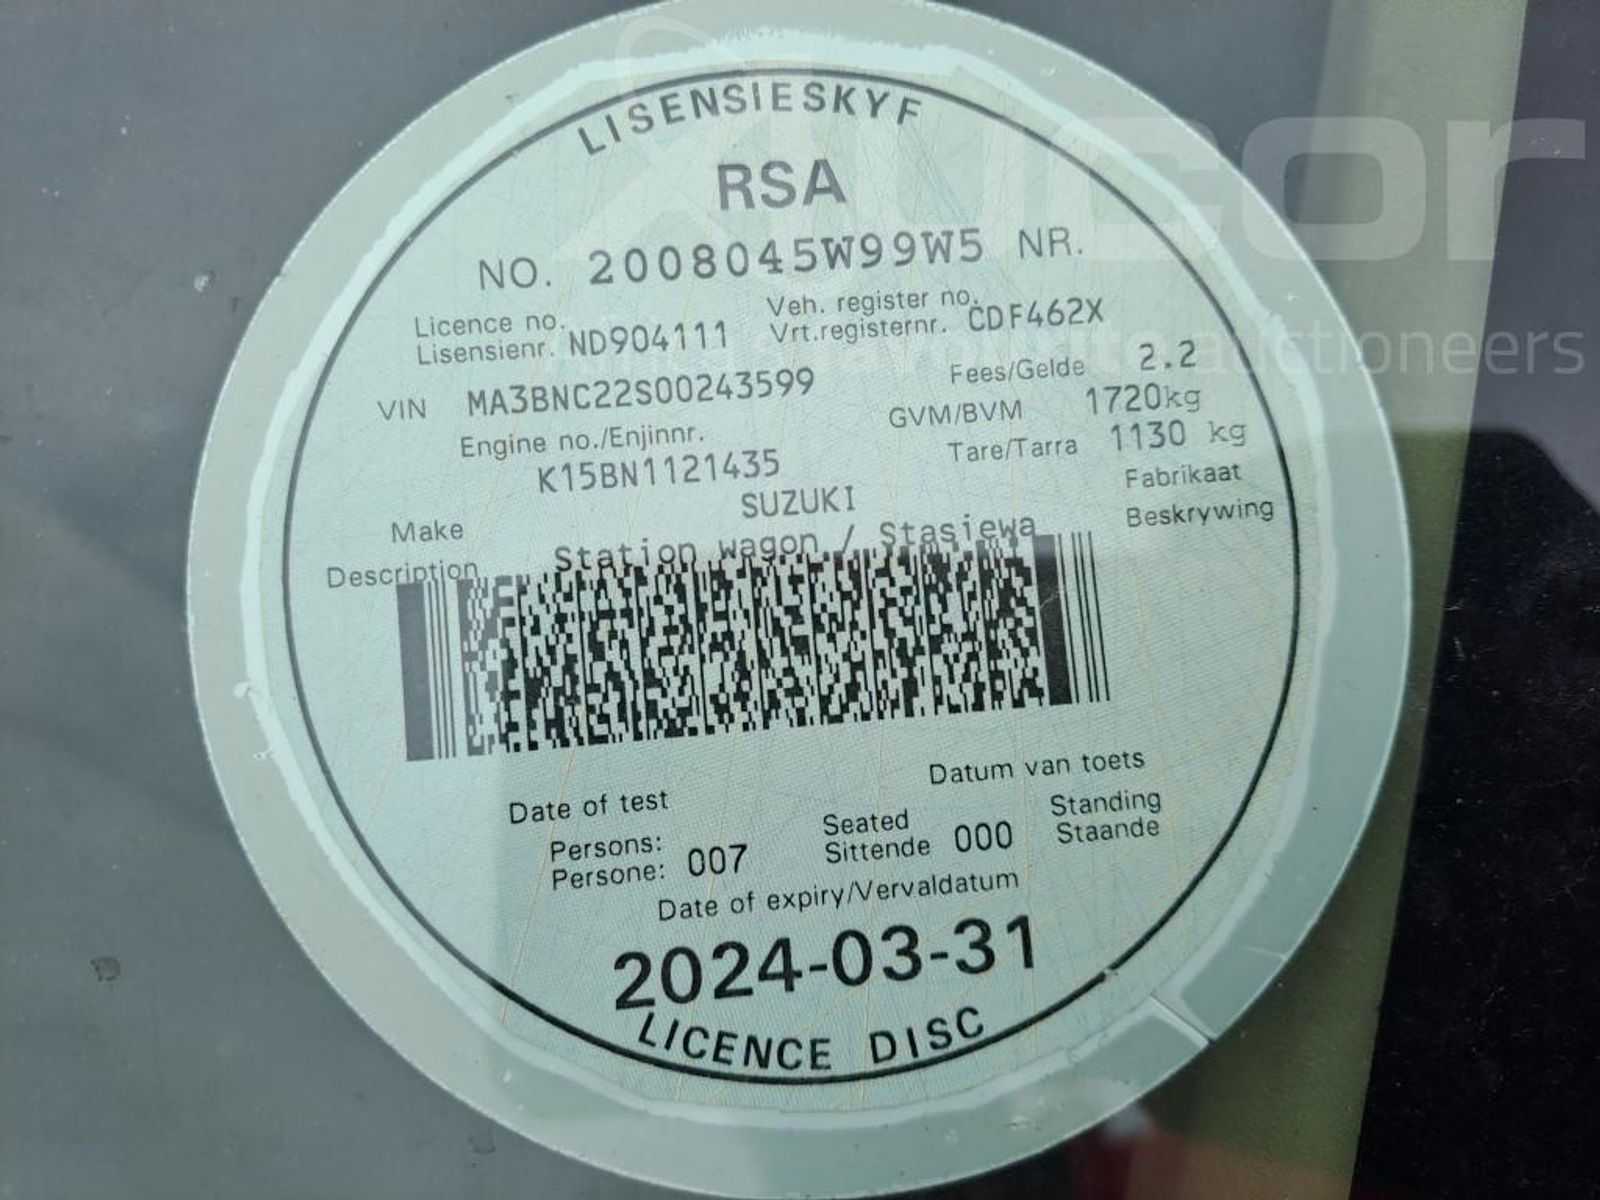 LISENSIESKYF
RSA
NO. 2008045W99W5 NR.
Licence no. Veh. register no.
Lisensienr. ND904111 Vrt.registernr. CDF462X
VIN MA3BNC22S00243599 Fees/Gelde 2.2
Engine no./Enjinnr. GVM/BVM 1720kg
K15BN1121435 Tare/Tarra 1130 kg
Make SUZUKI Fabrikaat
Description Station wagon / Stasiewa Beskrywing
Date of test Datum van toets
Persons: Seated Standing
Persone: 007 Sittende 000 Staande
Date of expiry/Vervaldatum
2024-03-31
LICENCE DISC
auctioneers